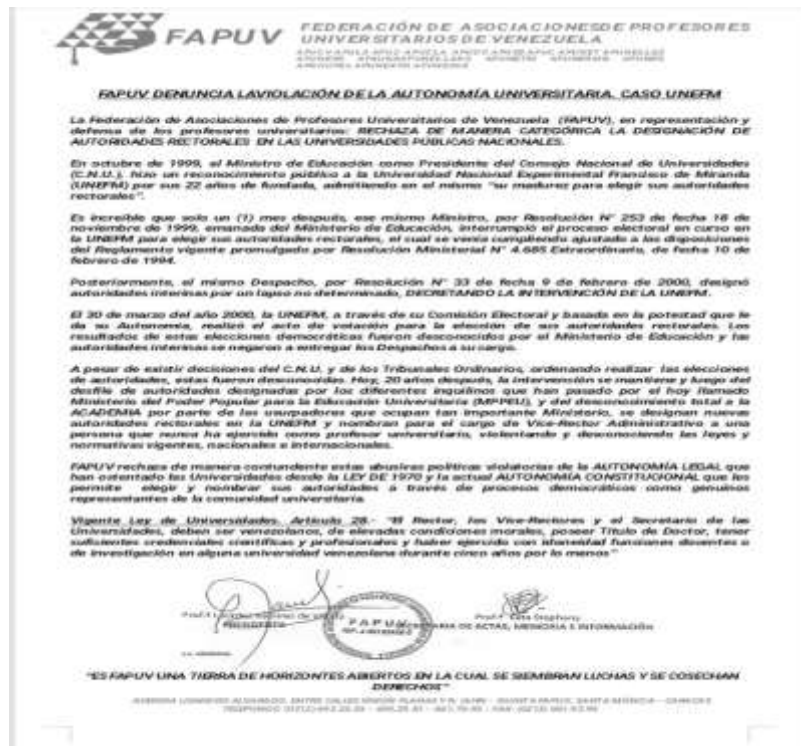 FAPUV
FEDERACIÓN DE ASOCIACIONESDE PROFESORES
UNIVERSITARIOS DE VENEZUELA
FAPUV DENUNCIA LAVIOLACIÓN DE LA AUTONOMÍA UNIVERSITARIA. CASO UNEFM
La Federación de Asociaciones de Profesores Universitarios de Venezuela (FAPUV), en representación y
defensa de los profesores universitarios: RECHAZA DE MANERA CATEGÓRICA LA DESIGNACIÓN DE
AUTORIDADES RECTORALES EN LAS UNIVERSIDADES PÚBLICAS NACIONALES.
En octubre de 1999, el Ministro de Educación como Presidente del Consejo Nacional de Universidades
(C.N.U.), hizo un reconocimiento público a la Universidad Nacional Experimental Francisco de Miranda
(UNEFM) por sus 22 años de fundada, admitiendo en el mismo "su madurez para elegir sus autoridades
rectorales".
Es increíble que solo un (1) mes después, ese mismo Ministro, por Resolución N° 253 de fecha 18 de
noviembre de 1999, emanada del Ministerio de Educación, interrumpió el proceso electoral en curso en
la UNEFM para elegir sus autoridades rectorales, el cual se venía cumpliendo ajustado a las disposiciones
del Reglamento vigente promulgado por Resolución Ministerial N° 4.685 Extraordinario, de fecha 10 de
febrero de 1994.
Posteriormente, el mismo Despacho, por Resolución N° 33 de fecha 9 de febrero de 2000, designó
autoridades interinas por un lapso no determinado, DECRETANDO LA INTERVENCIÓN DE LA UNEFM.
El 30 de marzo del año 2000, la UNEFM, a través de su Comisión Electoral y basada en la potestad que le
da su Autonomía, realizó el acto de votación para la elección de sus autoridades rectorales. Los
resultados de estas elecciones democráticas fueron desconocidos por el Ministerio de Educación y las
autoridades interinas se negaron a entregar los Despachos a su cargo.
A pesar de existir decisiones del C.N.U. y de los Tribunales Ordinarios, ordenando realizar las elecciones
de autoridades, estas fueron desconocidas. Hoy, 20 años después, la intervención se mantiene y luego del
desfile de autoridades designadas por los diferentes inquilinos que han pasado por el hoy llamado
Ministerio del Poder Popular para la Educación Universitaria (MPPEU), y del desconocimiento total a la
ACADEMIA por parte de los usurpadores que ocupan tan importante Ministerio, se designan nuevas
autoridades rectorales en la UNEFM y nombran para el cargo de Vice-Rector Administrativo a una
persona que nunca ha ejercido como profesor universitario, violentando y desconociendo las leyes y
normativas vigentes, nacionales e internacionales.
FAPUV rechaza de manera contundente estas abusivas políticas violatorias de la AUTONOMÍA LEGAL que
han ostentado las Universidades desde la LEY DE 1970 y la actual AUTONOMÍA CONSTITUCIONAL que les
permite elegir y nombrar sus autoridades a través de procesos democráticos como genuinos
representantes de la comunidad universitaria.
Vigente Ley de Universidades. Artículo 28.- "El Rector, los Vice-Rectores y el Secretario de las
Universidades, deben ser venezolanos, de elevadas condiciones morales, poseer Título de Doctor, tener
suficientes credenciales científicas y profesionales y haber ejercido con idoneidad funciones docentes o
de investigación en alguna universidad venezolana durante cinco años por lo menos"
FAPUV
PRESIDENTE
DE ACTAS, MEMORIA E INFORMACIÓN
"ES FAPUV UNA TIERRA DE HORIZONTES ABIERTOS EN LA CUAL SE SIEMBRAN LUCHAS Y SE COSECHAN
DERECHOS"